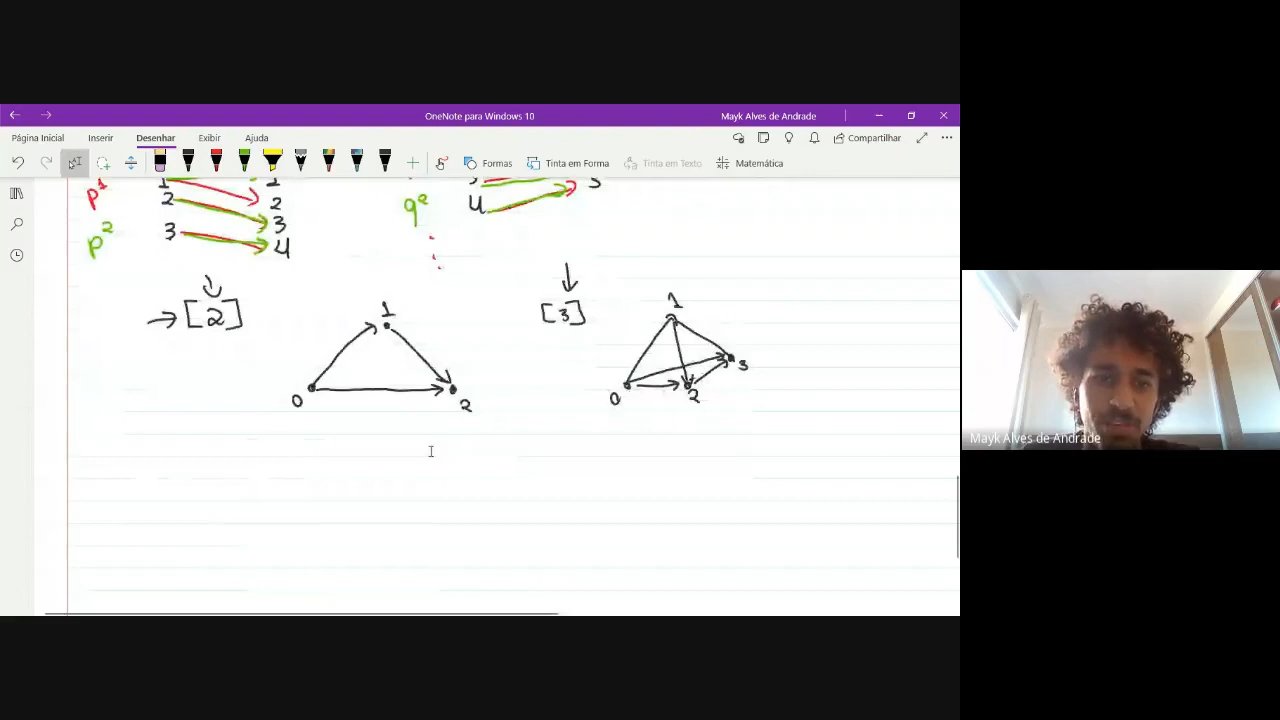 OneNote para Windows 10
Mayk Alves de Andrade
Página Inicial Inserir Desenhar Exibir Ajuda
Compartilhar
Formas Tinta em Forma Tinta em Texto Matemática
p¹ 1 2
2 3
p² 3 4
4
[2] 1
0 2
[3] 1
0 2 3
Mayk Alves de Andrade